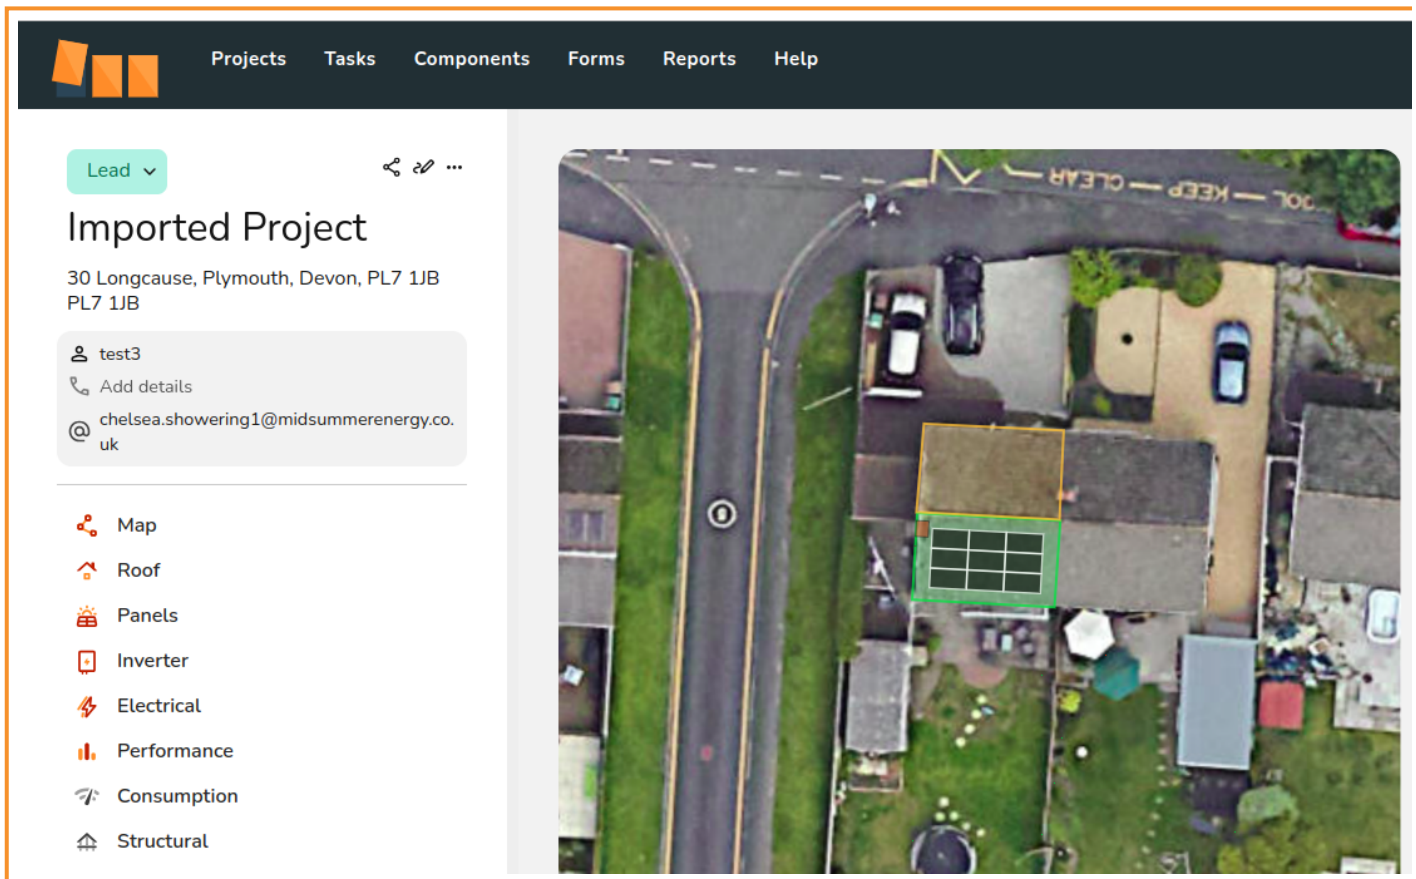 Projects Tasks Components Forms Reports Help
Lead
Imported Project
30 Longcause, Plymouth, Devon, PL7 1JB
PL7 1JB
test3
Add details
chelsea.showering1@midsummerenergy.co.
uk
Map
Roof
Panels
Inverter
Electrical
Performance
Consumption
Structural
KEEP CLEAR